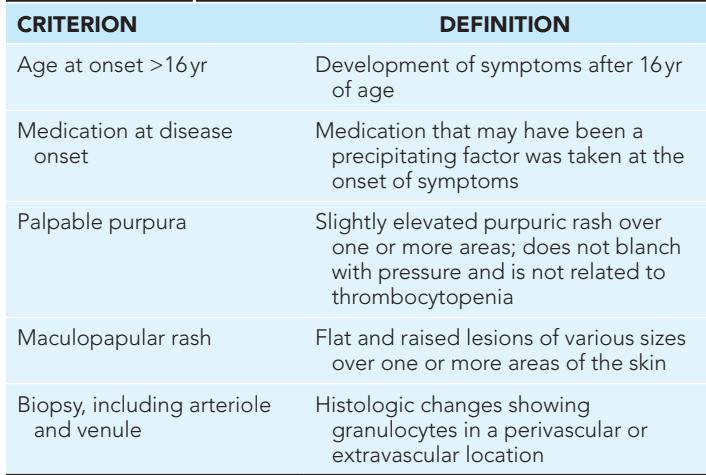 CRITERION DEFINITION
Age at onset >16 yr Development of symptoms after 16 yr
of age
Medication at disease Medication that may have been a
onset precipitating factor was taken at the
onset of symptoms
Palpable purpura Slightly elevated purpuric rash over
one or more areas; does not blanch
with pressure and is not related to
thrombocytopenia
Maculopapular rash Flat and raised lesions of various sizes
over one or more areas of the skin
Biopsy, including arteriole Histologic changes showing
and venule granulocytes in a perivascular or
extravascular location